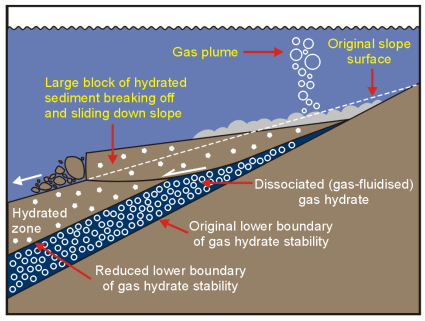 Gas plume
Original slope
surface
Large block of hydrated
sediment breaking off
and sliding down slope
Dissociated (gas-fluidised)
gas hydrate
Hydrated
zone
Original lower boundary
of gas hydrate stability
Reduced lower boundary
of gas hydrate stability